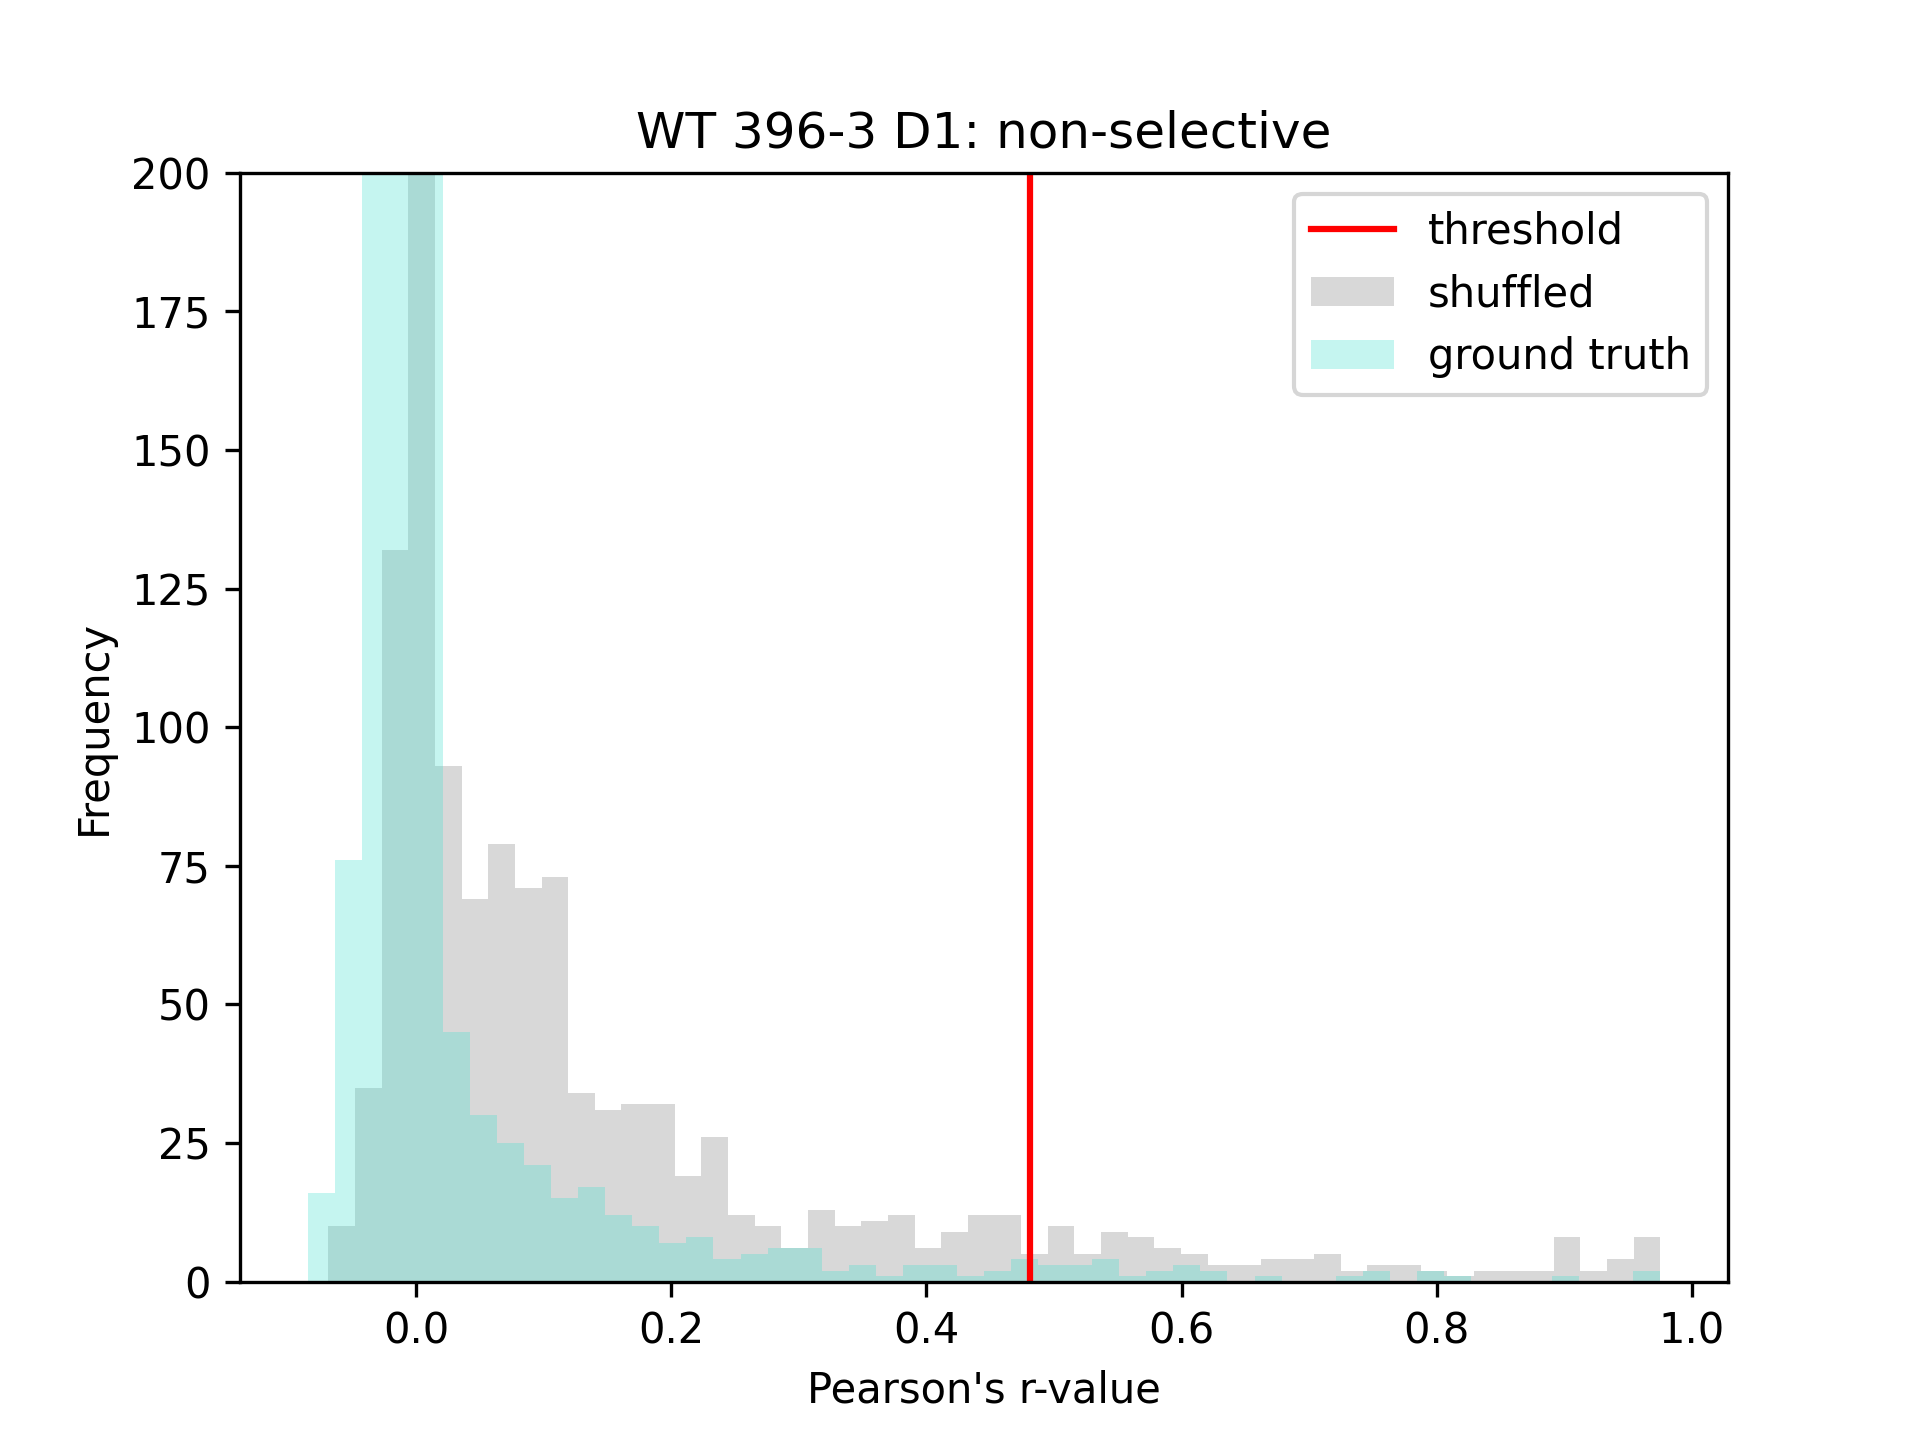 WT 396-3 D1: non-selective
200
175
150
125
100
75
50
25
0
Frequency
threshold
shuffled
ground truth
0.0 0.2 0.4 0.6 0.8 1.0
Pearson's r-value